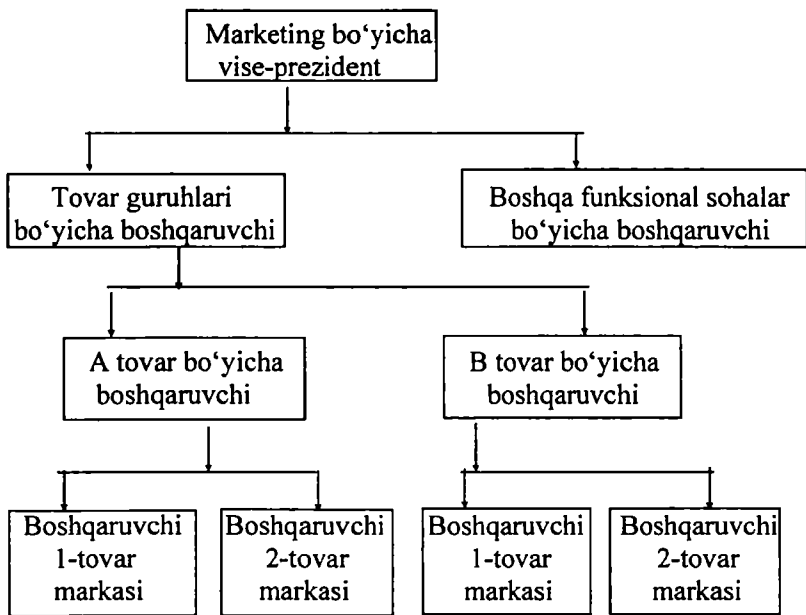 Marketing bo‘yicha
vise-prezident
Tovar guruhlari
bo‘yicha boshqaruvchi
Boshqa funksional sohalar
bo‘yicha boshqaruvchi
A tovar bo‘yicha
boshqaruvchi
B tovar bo‘yicha
boshqaruvchi
Boshqaruvchi
1-tovar
markasi
Boshqaruvchi
2-tovar
markasi
Boshqaruvchi
1-tovar
markasi
Boshqaruvchi
2-tovar
markasi